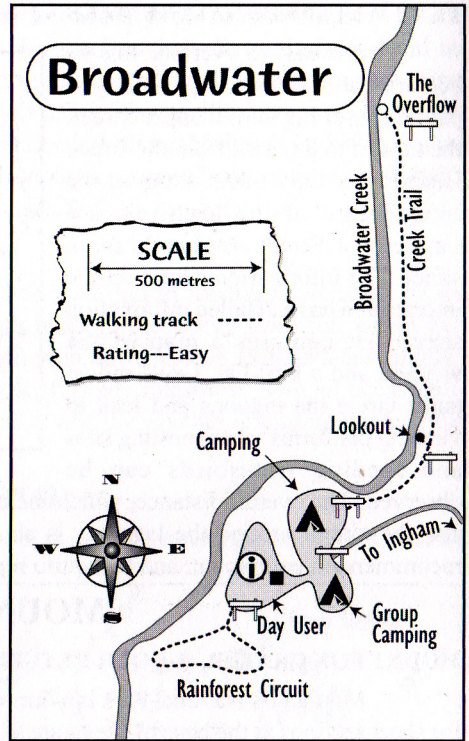 Broadwater
The
Overflow
Broadwater Creek
Creek Trail
SCALE
500 metres
Walking track -----
Rating---Easy
Lookout
Camping
N
W
E
S
To Ingham
i
Day User
Group
Camping
Rainforest Circuit